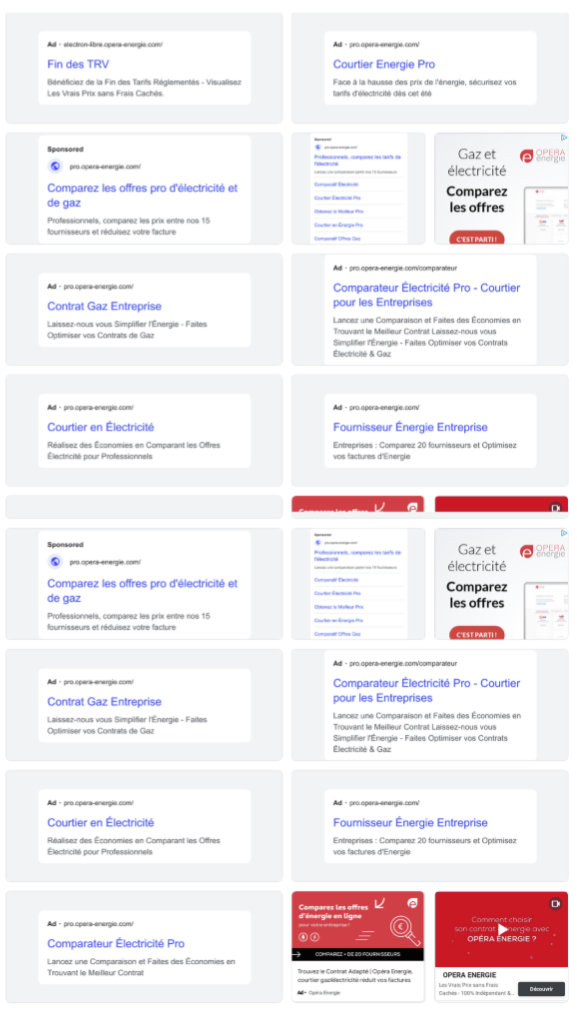 Ad · electron-libre.opera-energie.com/
Fin des TRV
Bénéficiez de la Fin des Tarifs Réglementés - Visualisez
Les Vrais Prix sans Frais Cachés.
Ad · pro.opera-energie.com/
Courtier Energie Pro
Face à la hausse des prix de l'énergie, sécurisez vos
tarifs d'électricité dès cet été
Sponsored
pro.opera-energie.com/
Comparez les offres pro d'électricité et
de gaz
Professionnels, comparez les prix entre nos 15
fournisseurs et réduisez votre facture
Sponsored
pro.opera-energie.com/
Professionnels, comparez les tarifs de
l'électricité
Lancez une comparaison parmi nos 15 fournisseurs
Comparatif Électricité
Courtier Électricité Pro
Obtenez le Meilleur Prix
Courtier en Énergie Pro
Comparatif Offres Gaz
Gaz et
électricité
Comparez
les offres
C'EST PARTI !
OPERA
énergie
Ad · pro.opera-energie.com/
Contrat Gaz Entreprise
Laissez-nous vous Simplifier l'Énergie - Faites
Optimiser vos Contrats de Gaz
Ad · pro.opera-energie.com/comparateur
Comparateur Électricité Pro - Courtier
pour les Entreprises
Lancez une Comparaison et Faites des Économies en
Trouvant le Meilleur Contrat Laissez-nous vous
Simplifier l'Énergie - Faites Optimiser vos Contrats
Électricité & Gaz
Ad · pro.opera-energie.com/
Courtier en Électricité
Réalisez des Économies en Comparant les Offres
Électricité pour Professionnels
Ad · pro.opera-energie.com/
Fournisseur Énergie Entreprise
Entreprises : Comparez 20 fournisseurs et Optimisez
vos factures d'Energie
Comparez les offres
Sponsored
pro.opera-energie.com/
Comparez les offres pro d'électricité et
de gaz
Professionnels, comparez les prix entre nos 15
fournisseurs et réduisez votre facture
Sponsored
pro.opera-energie.com/
Professionnels, comparez les tarifs de
l'électricité
Lancez une comparaison parmi nos 15 fournisseurs
Comparatif Électricité
Courtier Électricité Pro
Obtenez le Meilleur Prix
Courtier en Énergie Pro
Comparatif Offres Gaz
Gaz et
électricité
Comparez
les offres
C'EST PARTI !
OPERA
énergie
Ad · pro.opera-energie.com/
Contrat Gaz Entreprise
Laissez-nous vous Simplifier l'Énergie - Faites
Optimiser vos Contrats de Gaz
Ad · pro.opera-energie.com/comparateur
Comparateur Électricité Pro - Courtier
pour les Entreprises
Lancez une Comparaison et Faites des Économies en
Trouvant le Meilleur Contrat Laissez-nous vous
Simplifier l'Énergie - Faites Optimiser vos Contrats
Électricité & Gaz
Ad · pro.opera-energie.com/
Courtier en Électricité
Réalisez des Économies en Comparant les Offres
Électricité pour Professionnels
Ad · pro.opera-energie.com/
Fournisseur Énergie Entreprise
Entreprises : Comparez 20 fournisseurs et Optimisez
vos factures d'Energie
Ad · pro.opera-energie.com/
Comparateur Électricité Pro
Lancez une Comparaison et Faites des Économies en
Trouvant le Meilleur Contrat
Comparez les offres
d'énergie en ligne
pour votre entreprise !
COMPAREZ + DE 20 FOURNISSEURS
Trouvez le Contrat Adapté | Opéra Energie,
courtier gaz/électricité réduit vos factures
Ad · Opéra Energie
Comment choisir
son contrat d'énergie avec
OPÉRA ENERGIE ?
OPERA ENERGIE
Les Vrais Prix sans Frais
Cachés - 100% Indépendant &...
Découvrir